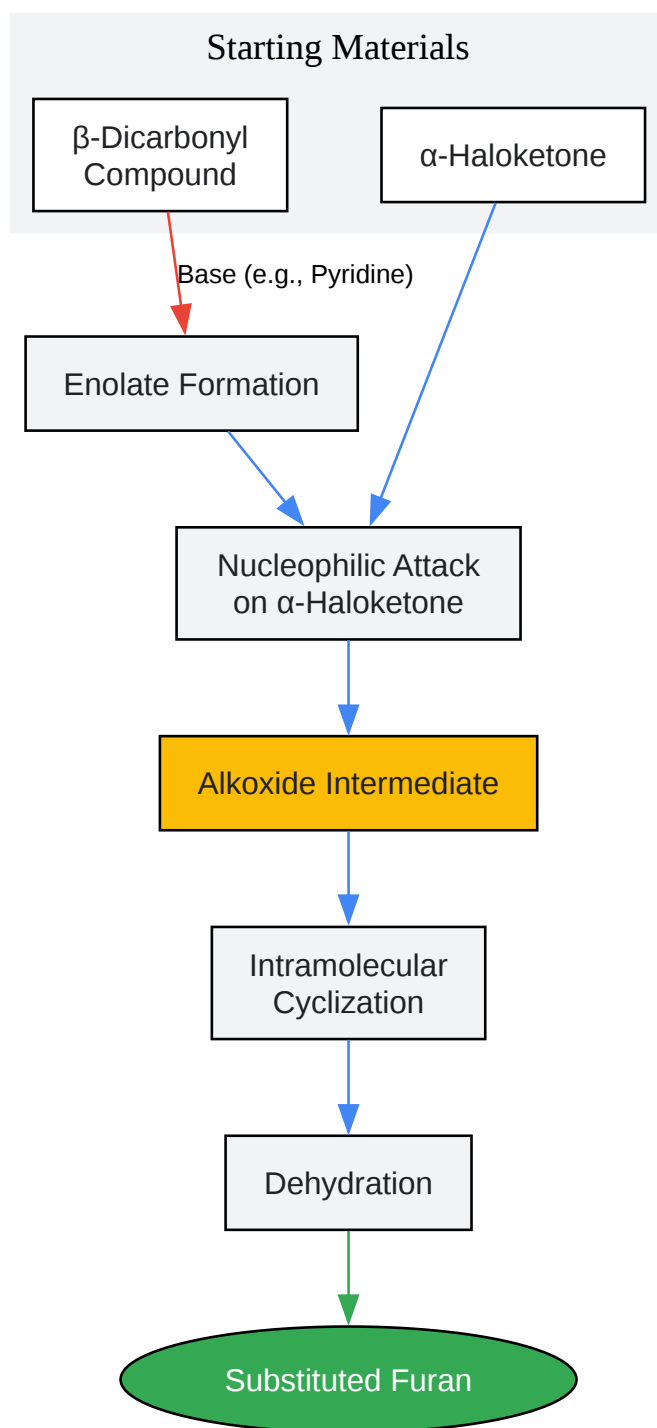 Starting Materials
β-Dicarbonyl
Compound
α-Haloketone
Base (e.g., Pyridine)
Enolate Formation
Nucleophilic Attack
on α-Haloketone
Alkoxide Intermediate
Intramolecular
Cyclization
Dehydration
Substituted Furan